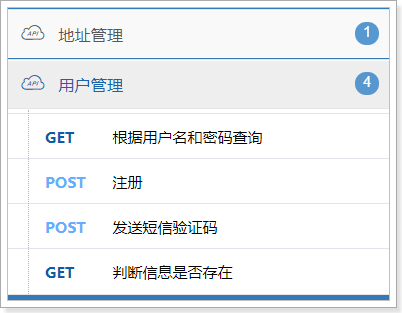 API 地址管理 1
API 用户管理 4
GET 根据用户名和密码查询
POST 注册
POST 发送短信验证码
GET 判断信息是否存在